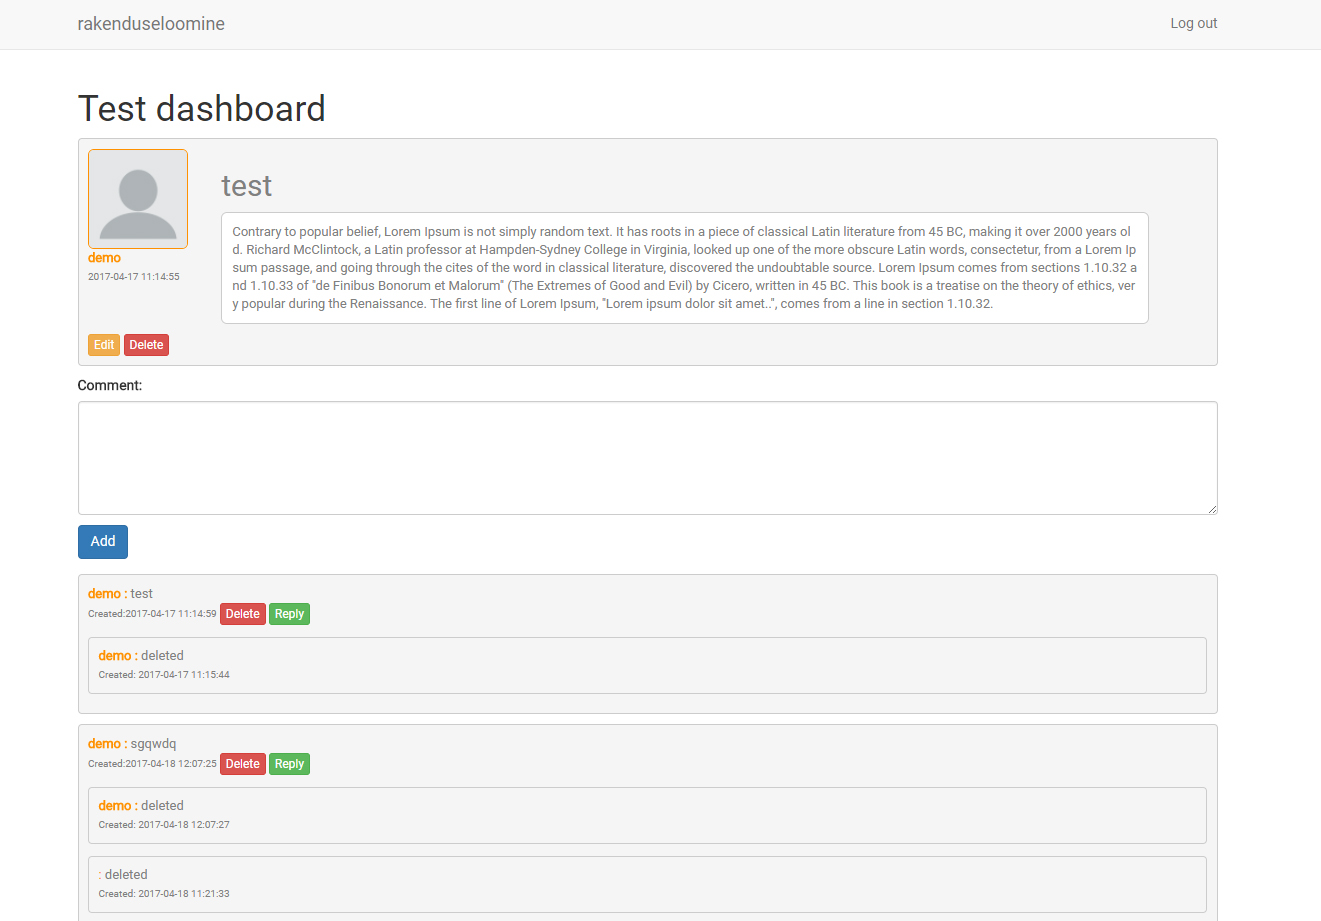 rakenduseloomine
Log out
Test dashboard
test
Contrary to popular belief, Lorem Ipsum is not simply random text. It has roots in a piece of classical Latin literature from 45 BC, making it over 2000 years ol
d. Richard McClintock, a Latin professor at Hampden-Sydney College in Virginia, looked up one of the more obscure Latin words, consectetur, from a Lorem Ip
sum passage, and going through the cites of the word in classical literature, discovered the undoubtable source. Lorem Ipsum comes from sections 1.10.32 a
nd 1.10.33 of "de Finibus Bonorum et Malorum" (The Extremes of Good and Evil) by Cicero, written in 45 BC. This book is a treatise on the theory of ethics, ver
y popular during the Renaissance. The first line of Lorem Ipsum, "Lorem ipsum dolor sit amet..", comes from a line in section 1.10.32.
demo
2017-04-17 11:14:55
Edit Delete
Comment:
Add
demo : test
Created:2017-04-17 11:14:59 Delete Reply
demo : deleted
Created: 2017-04-17 11:15:44
demo : sgqwdq
Created:2017-04-18 12:07:25 Delete Reply
demo : deleted
Created: 2017-04-18 12:07:27
: deleted
Created: 2017-04-18 11:21:33